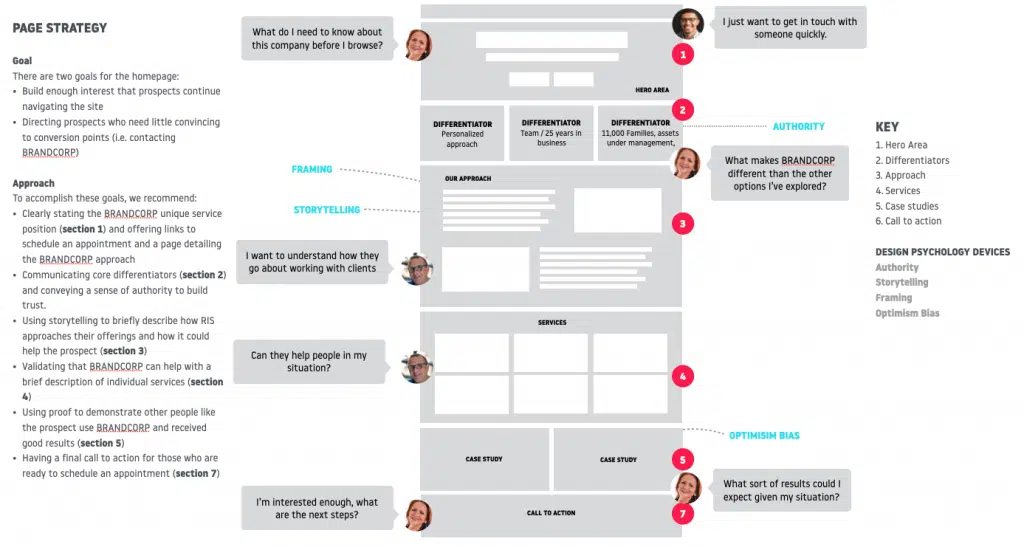 PAGE STRATEGY
Goal
There are two goals for the homepage:
• Build enough interest that prospects continue
navigating the site
• Directing prospects who need little convincing
to conversion points (i.e. contacting
BRANDCORP)
Approach
To accomplish these goals, we recommend:
• Clearly stating the BRANDCORP unique service
position (section 1) and offering links to
schedule an appointment and a page detailing
the BRANDCORP approach
• Communicating core differentiators (section 2)
and conveying a sense of authority to build
trust.
• Using storytelling to briefly describe how RIS
approaches their offerings and how it could
help the prospect (section 3)
• Validating that BRANDCORP can help with a
brief description of individual services (section
4)
• Using proof to demonstrate other people like
the prospect use BRANDCORP and received
good results (section 5)
• Having a final call to action for those who are
ready to schedule an appointment (section 7)
What do I need to know about
this company before I browse?
I just want to get in touch with
someone quickly.
1
HERO AREA
2
DIFFERENTIATOR
Personalized
approach
DIFFERENTIATOR
Team / 25 years in
business
DIFFERENTIATOR
11,000 Families, assets
under management,
AUTHORITY
What makes BRANDCORP
different than the other
options I've explored?
FRAMING
OUR APPROACH
STORYTELLING
3
I want to understand how they
go about working with clients
SERVICES
Can they help people in my
situation?
4
OPTIMISIM BIAS
CASE STUDY
CASE STUDY
5
What sort of results could I
expect given my situation?
I'm interested enough, what
are the next steps?
CALL TO ACTION
7
KEY
1. Hero Area
2. Differentiators
3. Approach
4. Services
5. Case studies
6. Call to action
DESIGN PSYCHOLOGY DEVICES
Authority
Storytelling
Framing
Optimism Bias